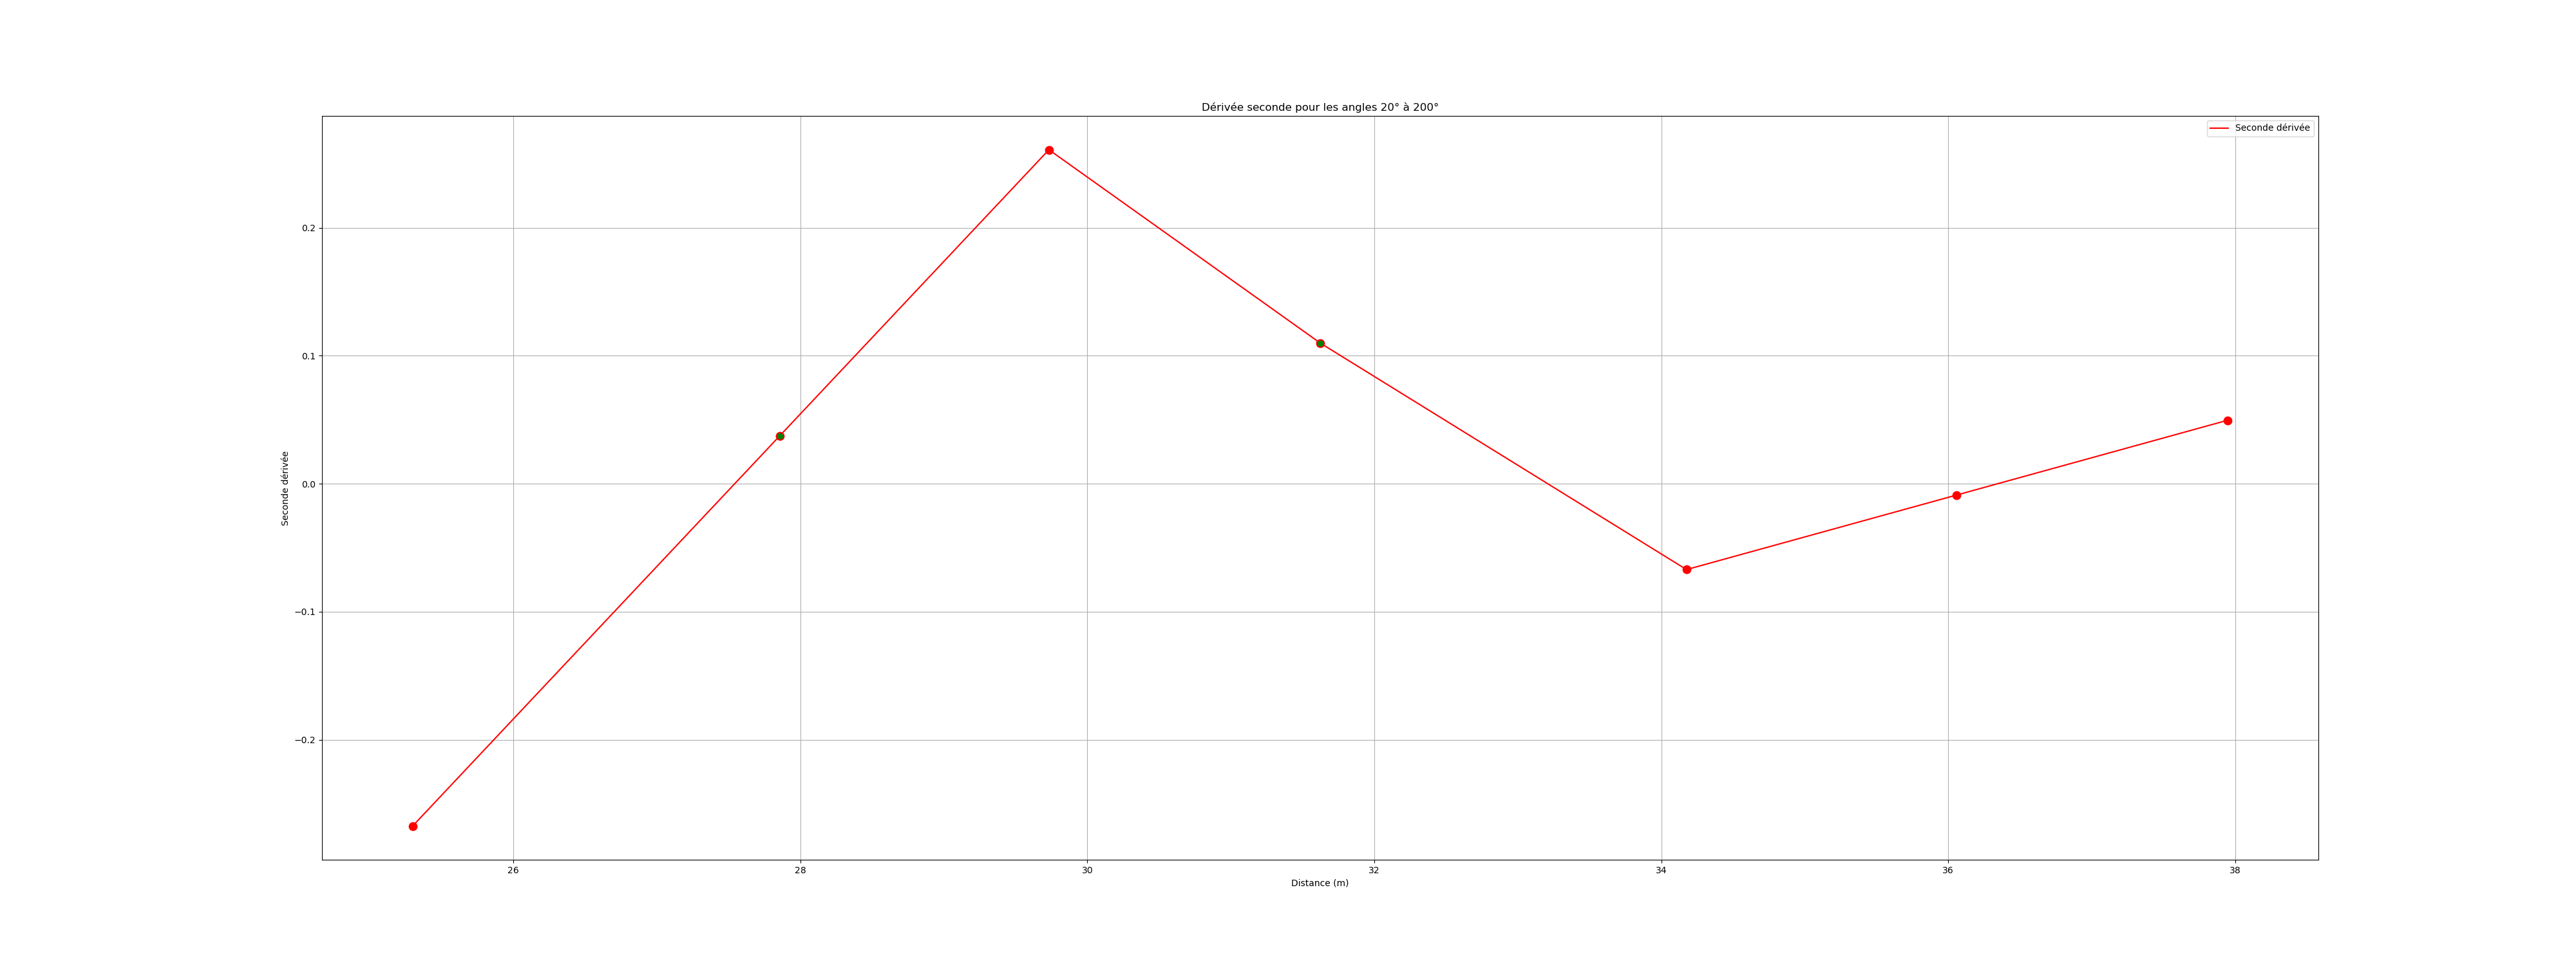 Dérivée seconde pour les angles 20° à 200°
Seconde dérivée
0.2
0.1
0.0
−0.1
−0.2
Seconde dérivée
26 28 30 32 34 36 38
Distance (m)